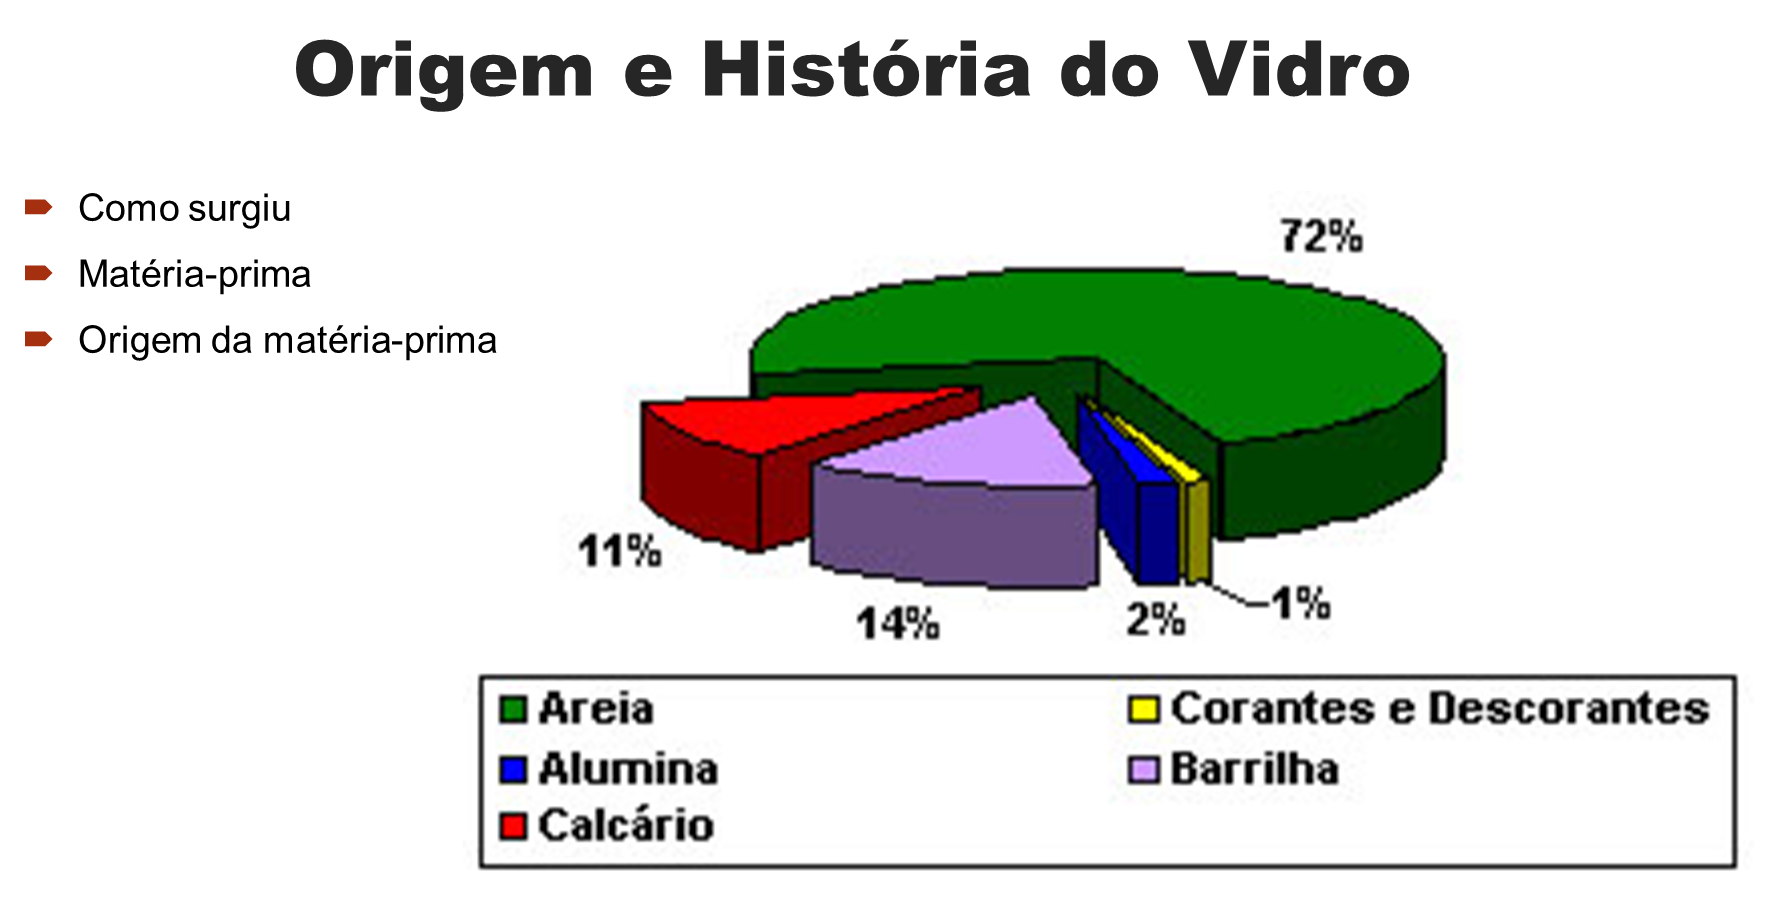 Origem e História do Vidro
Como surgiu
Matéria-prima
Origem da matéria-prima
72%
11%
14%
2%
1%
Areia
Corantes e Descorantes
Alumina
Barrilha
Calcário